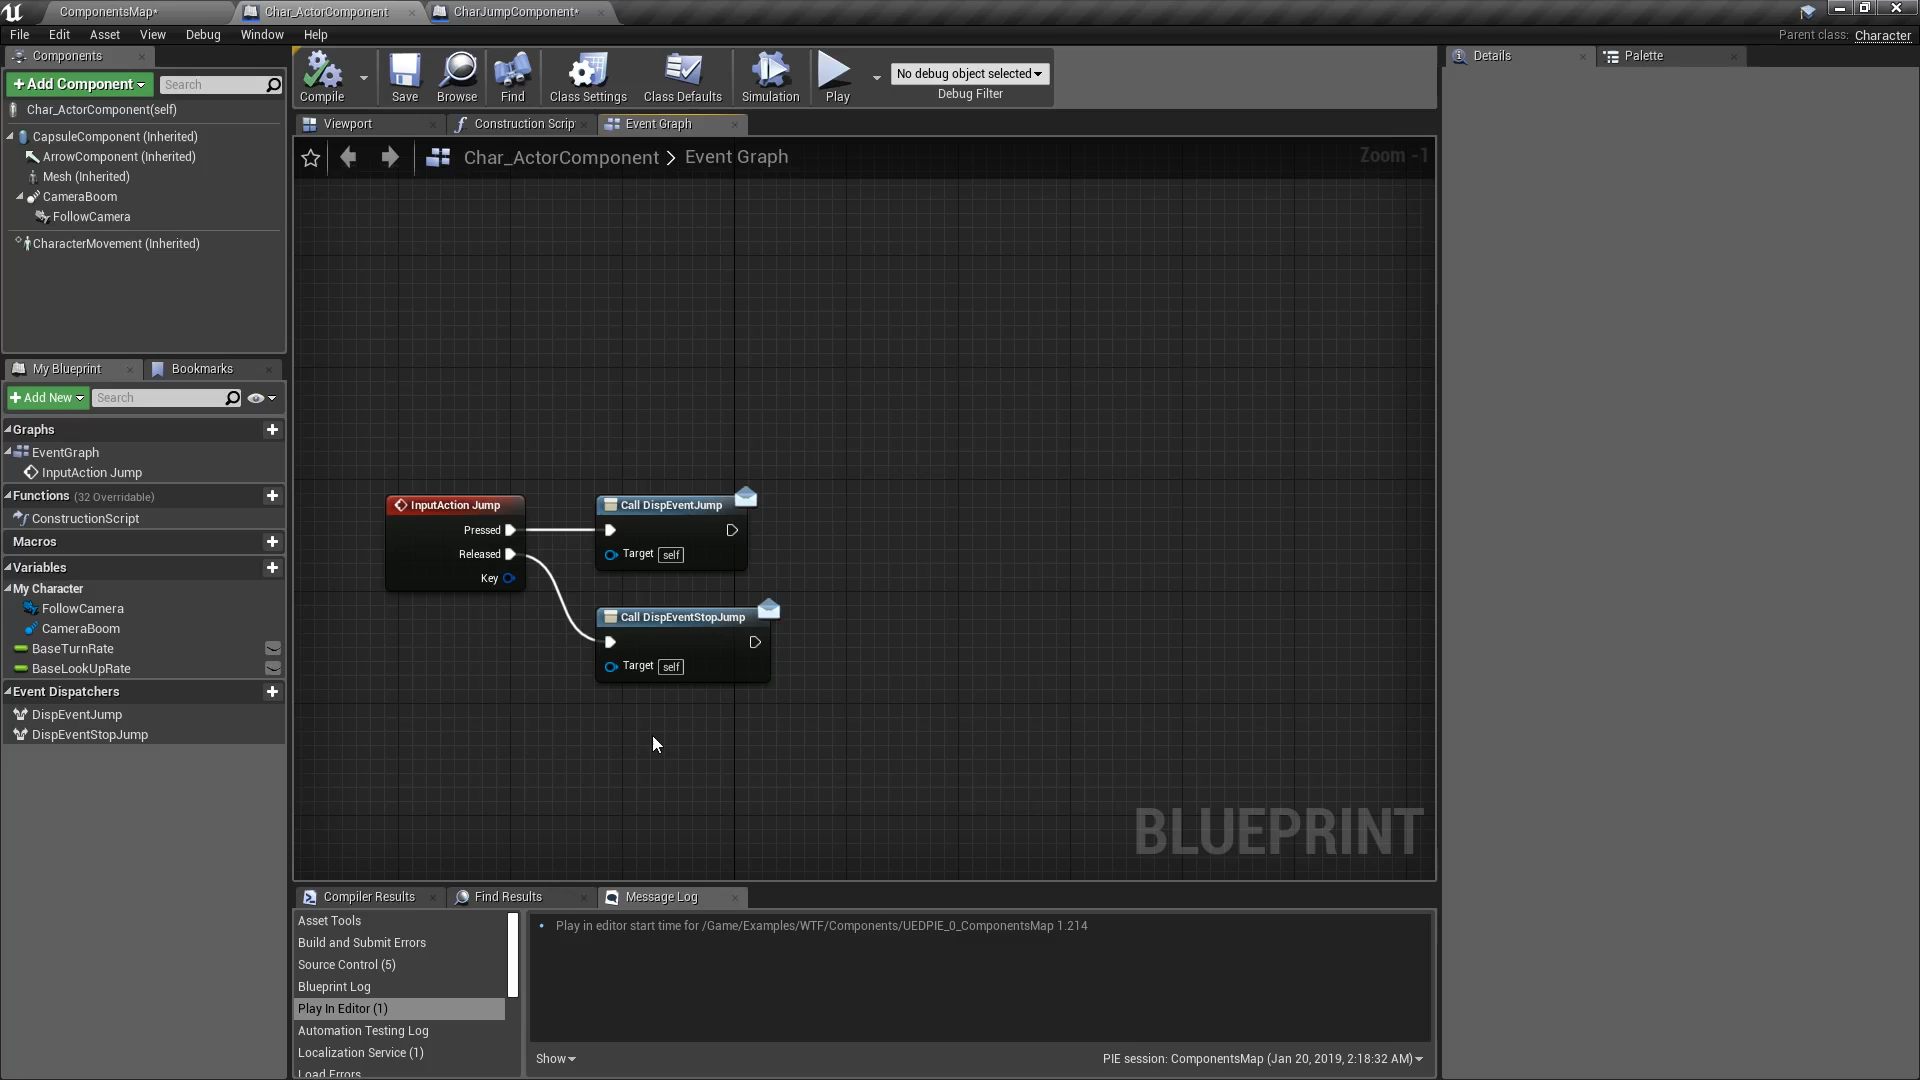 ComponentsMap*
Char_ActorComponent
CharJumpComponent*
File
Edit
Asset
View
Debug
Window
Help
Parent class: Character
Components
+ Add Component
Search
Char_ActorComponent(self)
CapsuleComponent (Inherited)
ArrowComponent (Inherited)
Mesh (Inherited)
CameraBoom
FollowCamera
CharacterMovement (Inherited)
Compile
Save
Browse
Find
Class Settings
Class Defaults
Simulation
Play
No debug object selected
Debug Filter
Viewport
Construction Scrip
Event Graph
Char_ActorComponent > Event Graph
Zoom -1
InputAction Jump
Pressed
Released
Key
Call DispEventJump
Target self
Call DispEventStopJump
Target self
BLUEPRINT
My Blueprint
Bookmarks
+ Add New
Search
Graphs
EventGraph
InputAction Jump
Functions (32 Overridable)
ConstructionScript
Macros
Variables
My Character
FollowCamera
CameraBoom
BaseTurnRate
BaseLookUpRate
Event Dispatchers
DispEventJump
DispEventStopJump
Compiler Results
Find Results
Message Log
Asset Tools
Build and Submit Errors
Source Control (5)
Blueprint Log
Play In Editor (1)
Automation Testing Log
Localization Service (1)
Load Errors
Play in editor start time for /Game/Examples/WTF/Components/UEDPIE_0_ComponentsMap 1.214
Show
PIE session: ComponentsMap (Jan 20, 2019, 2:18:32 AM)
Details
Palette